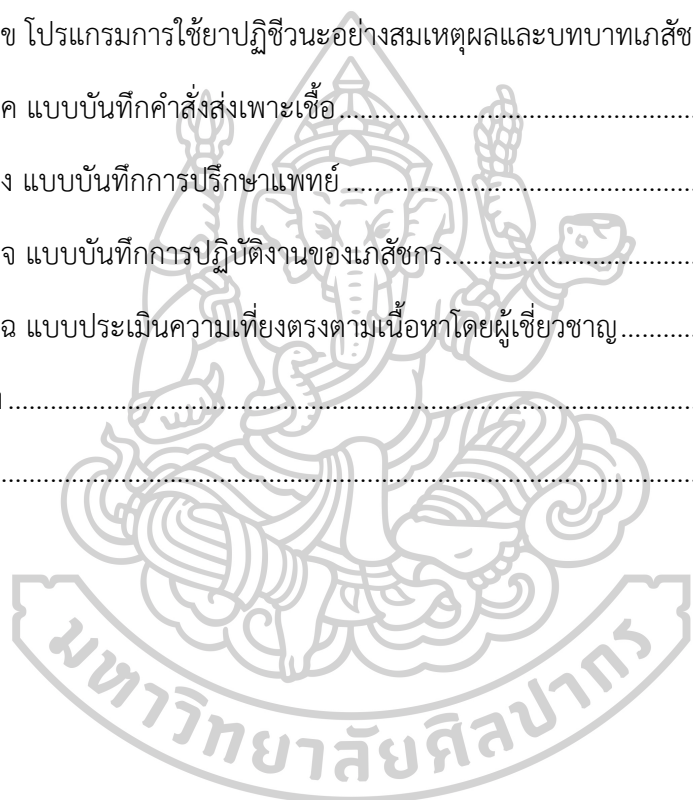 ข โปรแกรมการใช้ยาปฏิชีวนะอย่างสมเหตุผลและบทบาทเภสัช
ค แบบบันทึกคำสั่งส่งเพาะเชื้อ
ง แบบบันทึกการปรึกษาแพทย์
จ แบบบันทึกการปฏิบัติงานของเภสัชกร
ฉ แบบประเมินความเที่ยงตรงตามเนื้อหาโดยผู้เชี่ยวชาญ
มหาวิทยาลัยศิลปากร